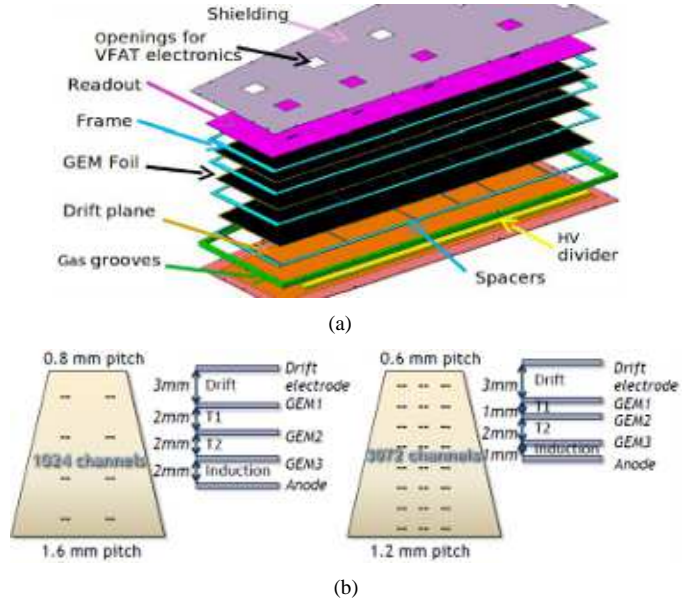 Shielding
Openings for
VFAT electronics
Readout
Frame
GEM Foil
Drift plane
Gas grooves
HV
divider
Spacers
(a)
0.8 mm pitch
1024 channels
1.6 mm pitch
3mm
Drift
Drift
electrode
GEM1
2mm
T1
GEM2
2mm
T2
GEM3
2mm
Induction
Anode
0.6 mm pitch
3072 channels
1.2 mm pitch
3mm
Drift
Drift
electrode
GEM1
1mm
T1
GEM2
2mm
T2
GEM3
1mm
Induction
Anode
(b)